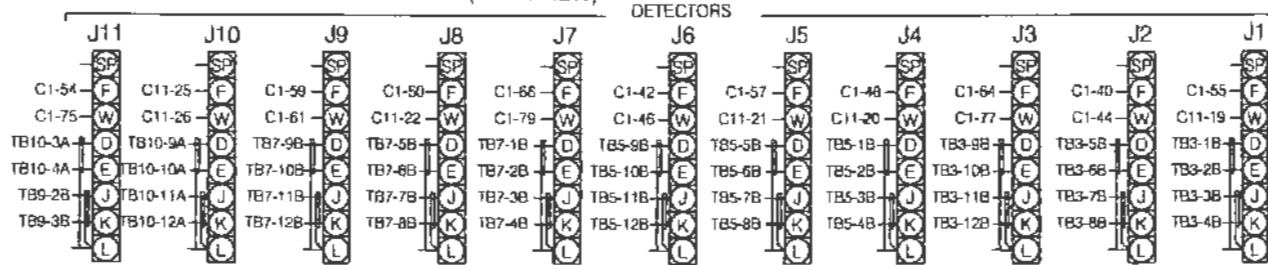 DETECTORS
J11 J10 J9 J8 J7 J6 J5 J4 J3 J2 J1
SP SP SP SP SP SP SP SP SP SP SP
C1-54 F C11-25 F C1-59 F C1-50 F C1-66 F C1-42 F C1-57 F C1-48 F C1-64 F C1-40 F C1-55 F
C1-75 W C11-26 W C1-61 W C11-22 W C1-79 W C1-46 W C11-21 W C11-20 W C1-77 W C1-44 W C11-19 W
TB10-3A D TB10-9A D TB7-9B D TB7-5B D TB7-1B D TB5-9B D TB5-5B D TB5-1B D TB3-9B D TB3-5B D TB3-1B D
TB10-4A E TB10-10A E TB7-10B E TB7-6B E TB7-2B E TB5-10B E TB5-6B E TB5-2B E TB3-10B E TB3-6B E TB3-2B E
TB9-2B J TB10-11A J TB7-11B J TB7-7B J TB7-3B J TB5-11B J TB5-7B J TB5-3B J TB3-11B J TB3-7B J TB3-3B J
TB9-3B K TB10-12A K TB7-12B K TB7-8B K TB7-4B K TB5-12B K TB5-8B K TB5-4B K TB3-12B K TB3-8B K TB3-4B K
L L L L L L L L L L L